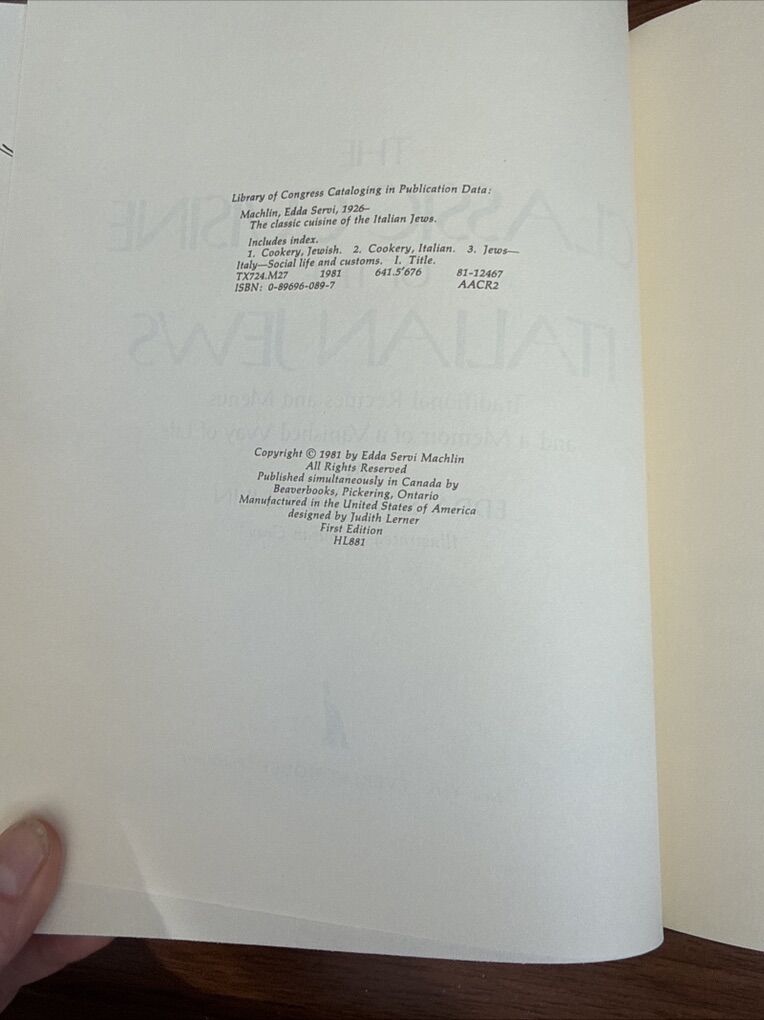 Library of Congress Cataloging in Publication Data:
Machlin, Edda Servi, 1926–
The classic cuisine of the Italian Jews.
Includes index.
1. Cookery, Jewish. 2. Cookery, Italian. 3. Jews—
Italy—Social life and customs. I. Title.
TX724.M27 1981 641.5'676 81-12467
ISBN: 0-89696-089-7 AACR2
Copyright © 1981 by Edda Servi Machlin
All Rights Reserved
Published simultaneously in Canada by
Beaverbooks, Pickering, Ontario
Manufactured in the United States of America
designed by Judith Lerner
First Edition
HL881